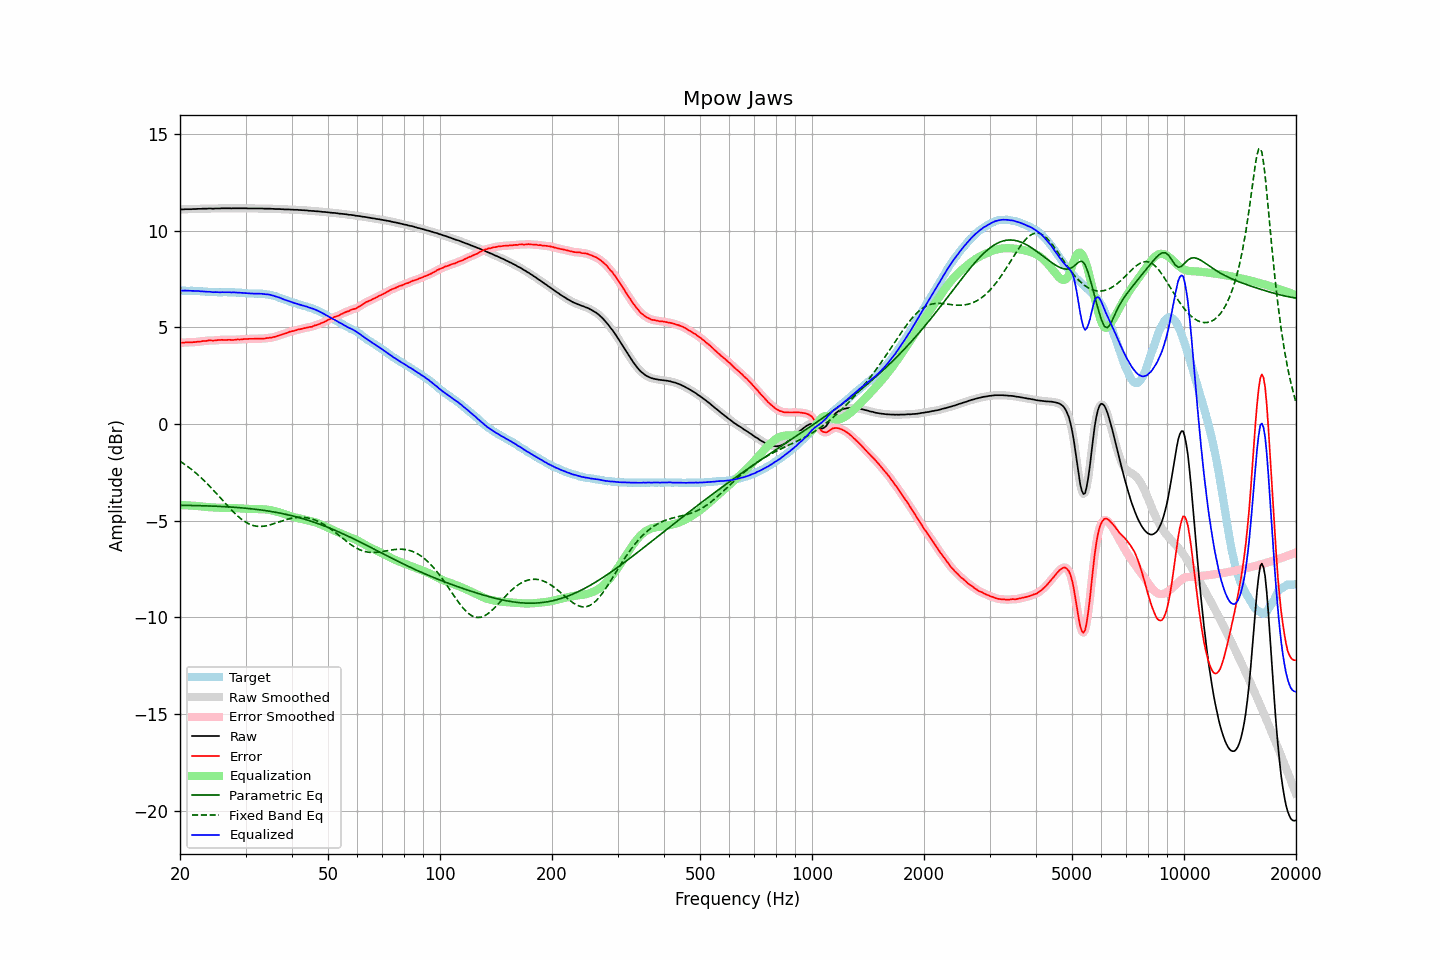 Mpow Jaws
15
10
5
0
−5
−10
−15
−20
Amplitude (dBr)
Target
Raw Smoothed
Error Smoothed
Raw
Error
Equalization
Parametric Eq
Fixed Band Eq
Equalized
20 50 100 200 500 1000 2000 5000 10000 20000
Frequency (Hz)